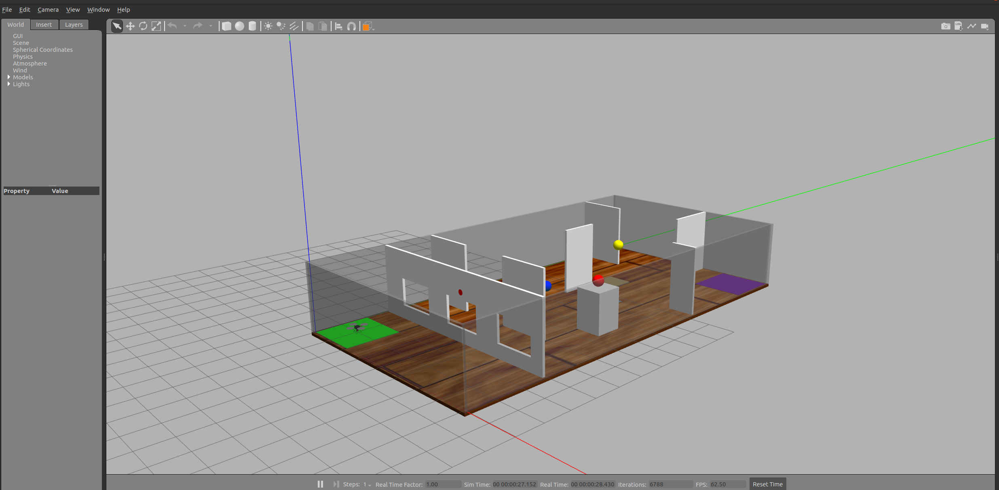 File Edit Camera View Window Help
World Insert Layers
GUI
Scene
Spherical Coordinates
Physics
Atmosphere
Wind
Models
Lights
Property Value
LOG
Steps: 1 Real Time Factor: 1.00 Sim Time: 00 00:00:27.152 Real Time: 00 00:00:28.430 Iterations: 6788 FPS: 62.50 Reset Time